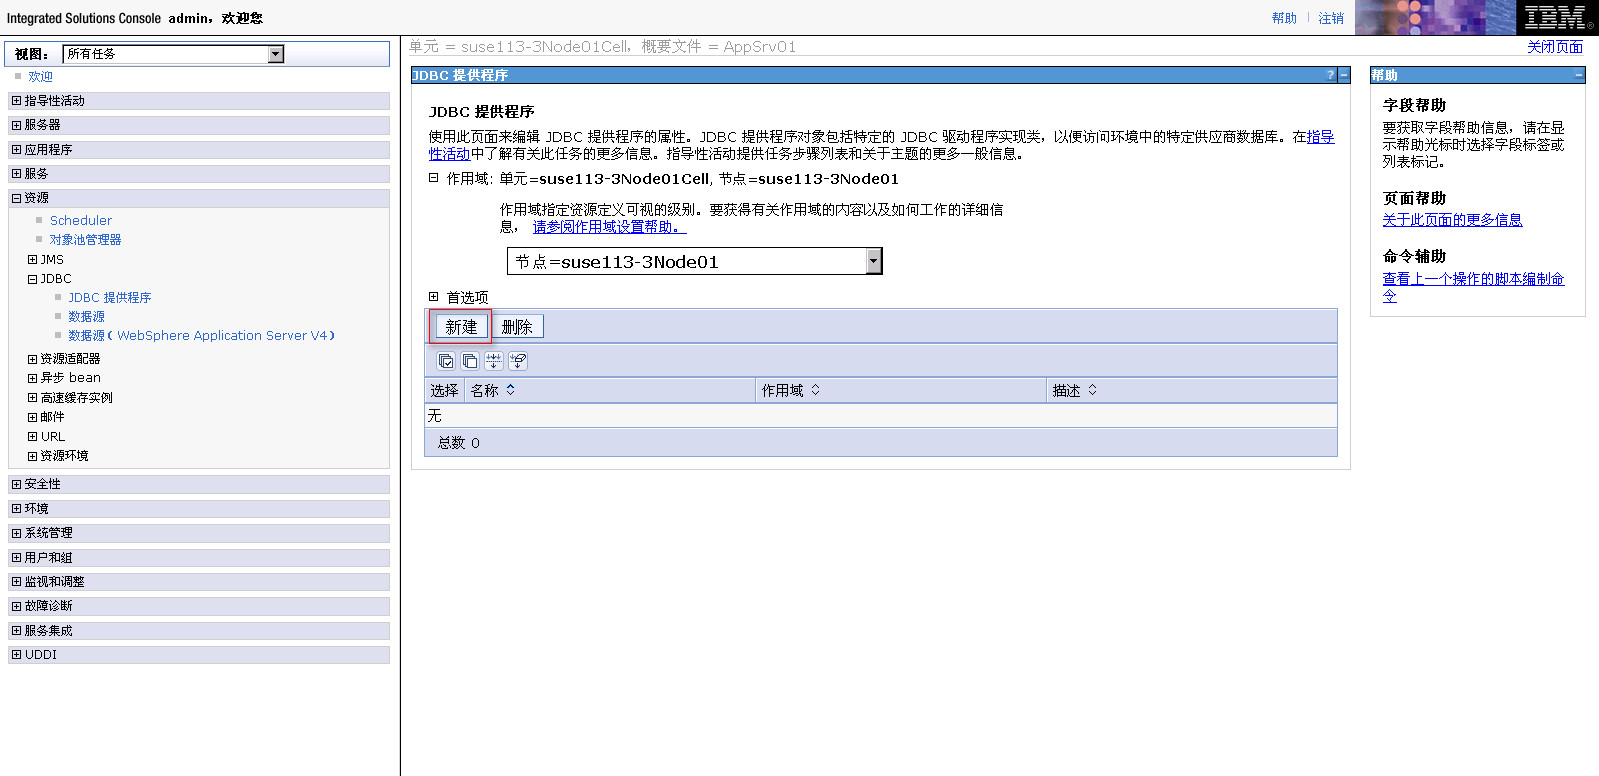 Integrated Solutions Console admin，欢迎您
帮助 注销
IBM®
视图： 所有任务
欢迎
指导性活动
服务器
应用程序
服务
资源
Scheduler
对象池管理器
JMS
JDBC
JDBC 提供程序
数据源
数据源（WebSphere Application Server V4）
资源适配器
异步 bean
高速缓存实例
邮件
URL
资源环境
安全性
环境
系统管理
用户和组
监视和调整
故障诊断
服务集成
UDDI
单元 = suse113-3Node01Cell，概要文件 = AppSrv01
关闭页面
JDBC 提供程序 ? –
JDBC 提供程序
使用此页面来编辑 JDBC 提供程序的属性。JDBC 提供程序对象包括特定的 JDBC 驱动程序实现类，以便访问环境中的特定供应商数据库。在指导
性活动中了解有关此任务的更多信息。指导性活动提供任务步骤列表和关于主题的更多一般信息。
作用域: 单元=suse113-3Node01Cell, 节点=suse113-3Node01
作用域指定资源定义可视的级别。要获得有关作用域的内容以及如何工作的详细信
息， 请参阅作用域设置帮助。
节点=suse113-3Node01
首选项
新建 删除
选择 名称 作用域 描述
无
总数 0
帮助 –
字段帮助
要获取字段帮助信息，请在显
示帮助光标时选择字段标签或
列表标记。
页面帮助
关于此页面的更多信息
命令辅助
查看上一个操作的脚本编制命
令